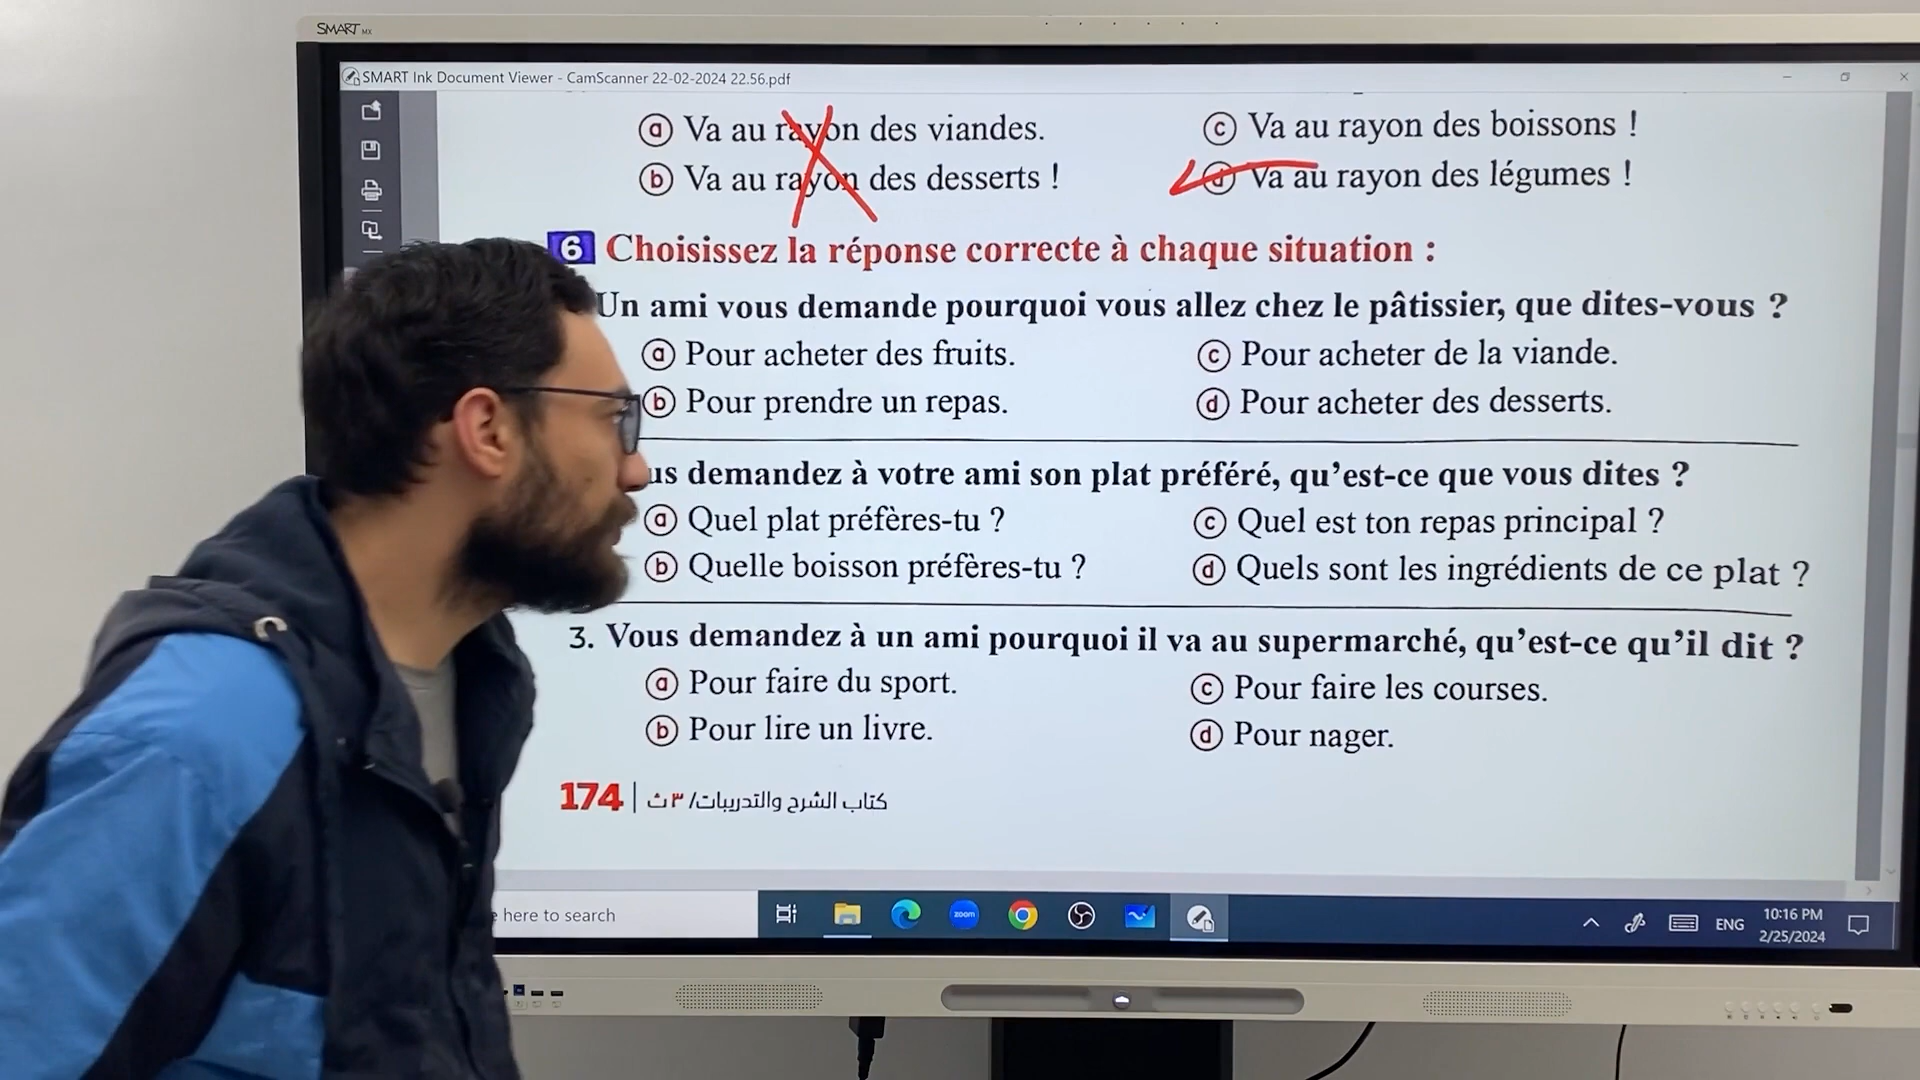 SMART MX
SMART Ink Document Viewer - CamScanner 22-02-2024 22.56.pdf
ⓐ Va au rayon des viandes.
ⓒ Va au rayon des boissons !
ⓑ Va au rayon des desserts !
ⓓ Va au rayon des légumes !
6 Choisissez la réponse correcte à chaque situation :
Un ami vous demande pourquoi vous allez chez le pâtissier, que dites-vous ?
ⓐ Pour acheter des fruits.
ⓒ Pour acheter de la viande.
ⓑ Pour prendre un repas.
ⓓ Pour acheter des desserts.
us demandez à votre ami son plat préféré, qu’est-ce que vous dites ?
ⓐ Quel plat préfères-tu ?
ⓒ Quel est ton repas principal ?
ⓑ Quelle boisson préfères-tu ?
ⓓ Quels sont les ingrédients de ce plat ?
3. Vous demandez à un ami pourquoi il va au supermarché, qu’est-ce qu’il dit ?
ⓐ Pour faire du sport.
ⓒ Pour faire les courses.
ⓑ Pour lire un livre.
ⓓ Pour nager.
174 | كتاب الشرح والتدريبات/ ٣ث
here to search
zoom
ENG
10:16 PM
2/25/2024